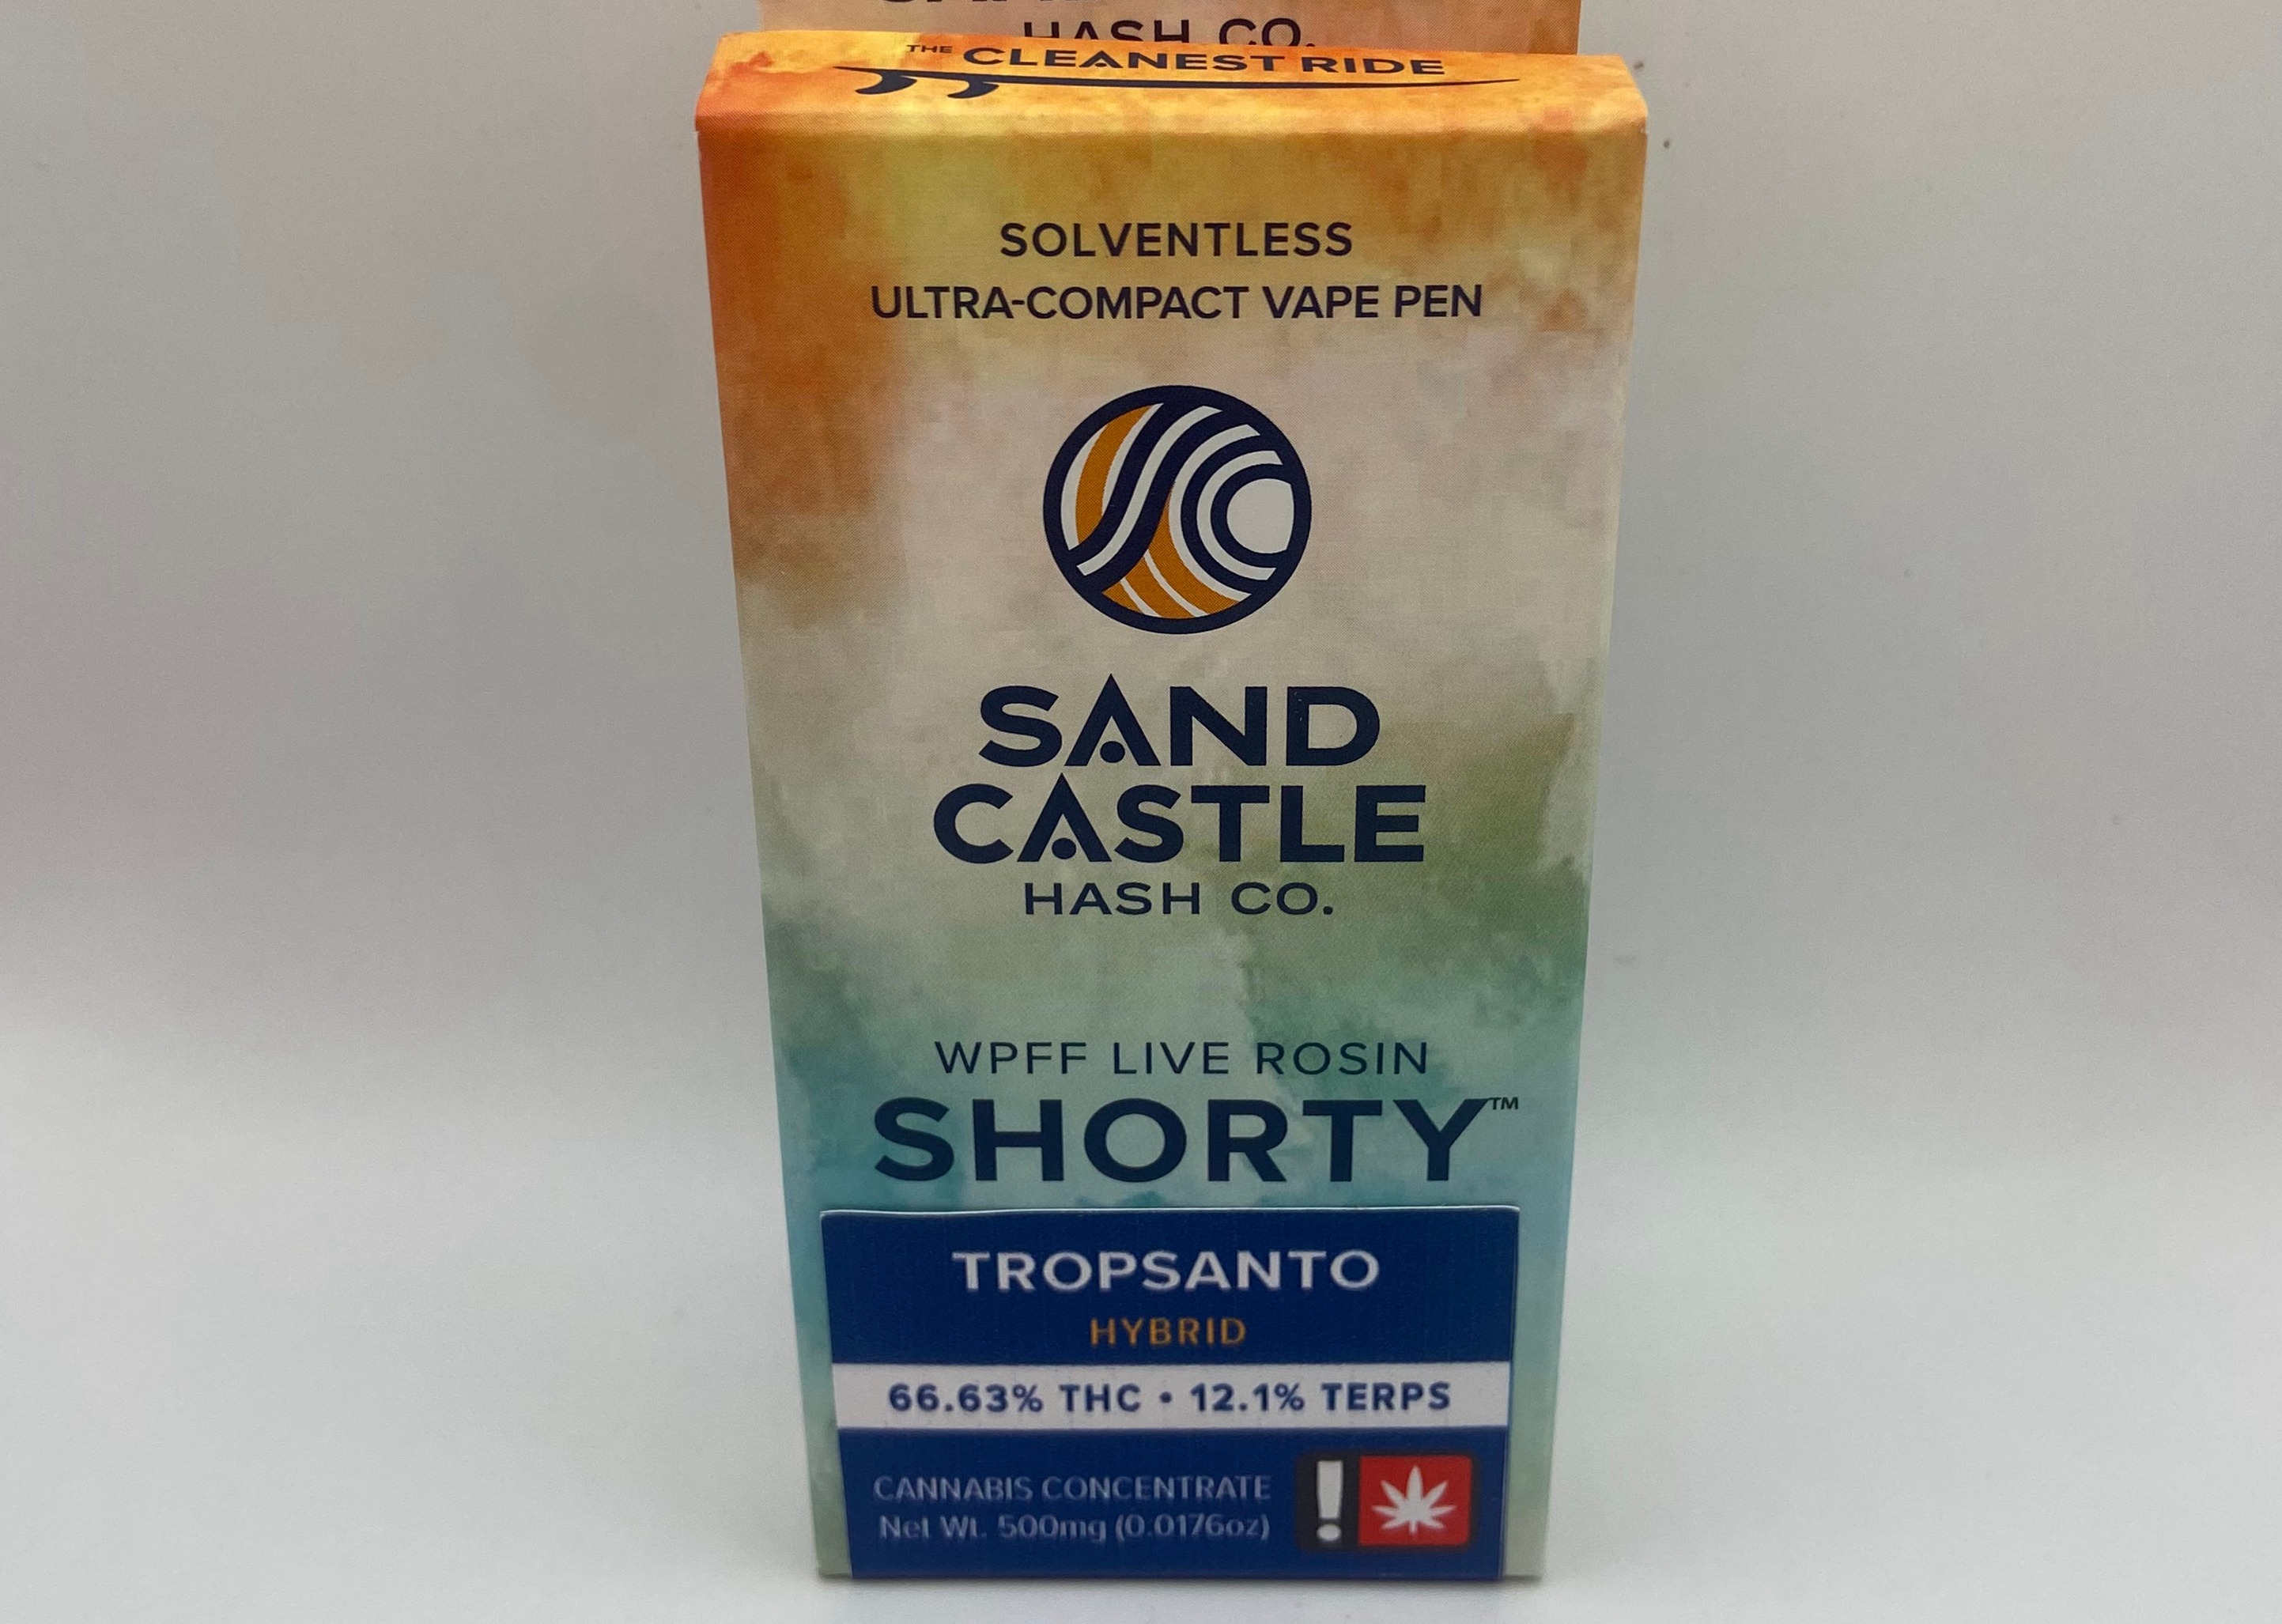 HASH CO.
THE CLEANEST RIDE
SOLVENTLESS
ULTRA-COMPACT VAPE PEN
SAND
CASTLE
HASH CO.
WPFF LIVE ROSIN
SHORTY™
TROPSANTO
HYBRID
66.63% THC • 12.1% TERPS
CANNABIS CONCENTRATE
Net Wt. 500mg (0.0176oz)
!